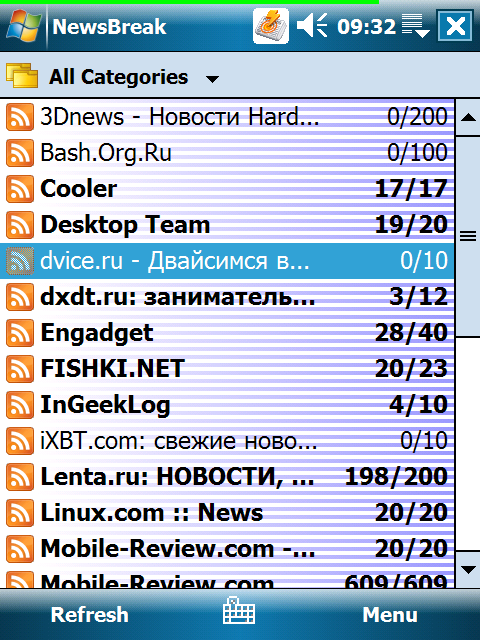 NewsBreak 09:32
All Categories
3Dnews - Новости Hard... 0/200
Bash.Org.Ru 0/100
Cooler 17/17
Desktop Team 19/20
dvice.ru - Двайсимся в... 0/10
dxdt.ru: заниматель... 3/12
Engadget 28/40
FISHKI.NET 20/23
InGeekLog 4/10
iXBT.com: свежие ново... 0/10
Lenta.ru: НОВОСТИ, ... 198/200
Linux.com :: News 20/20
Mobile-Review.com -... 20/20
Mobile-Review.com 609/609
Refresh Menu